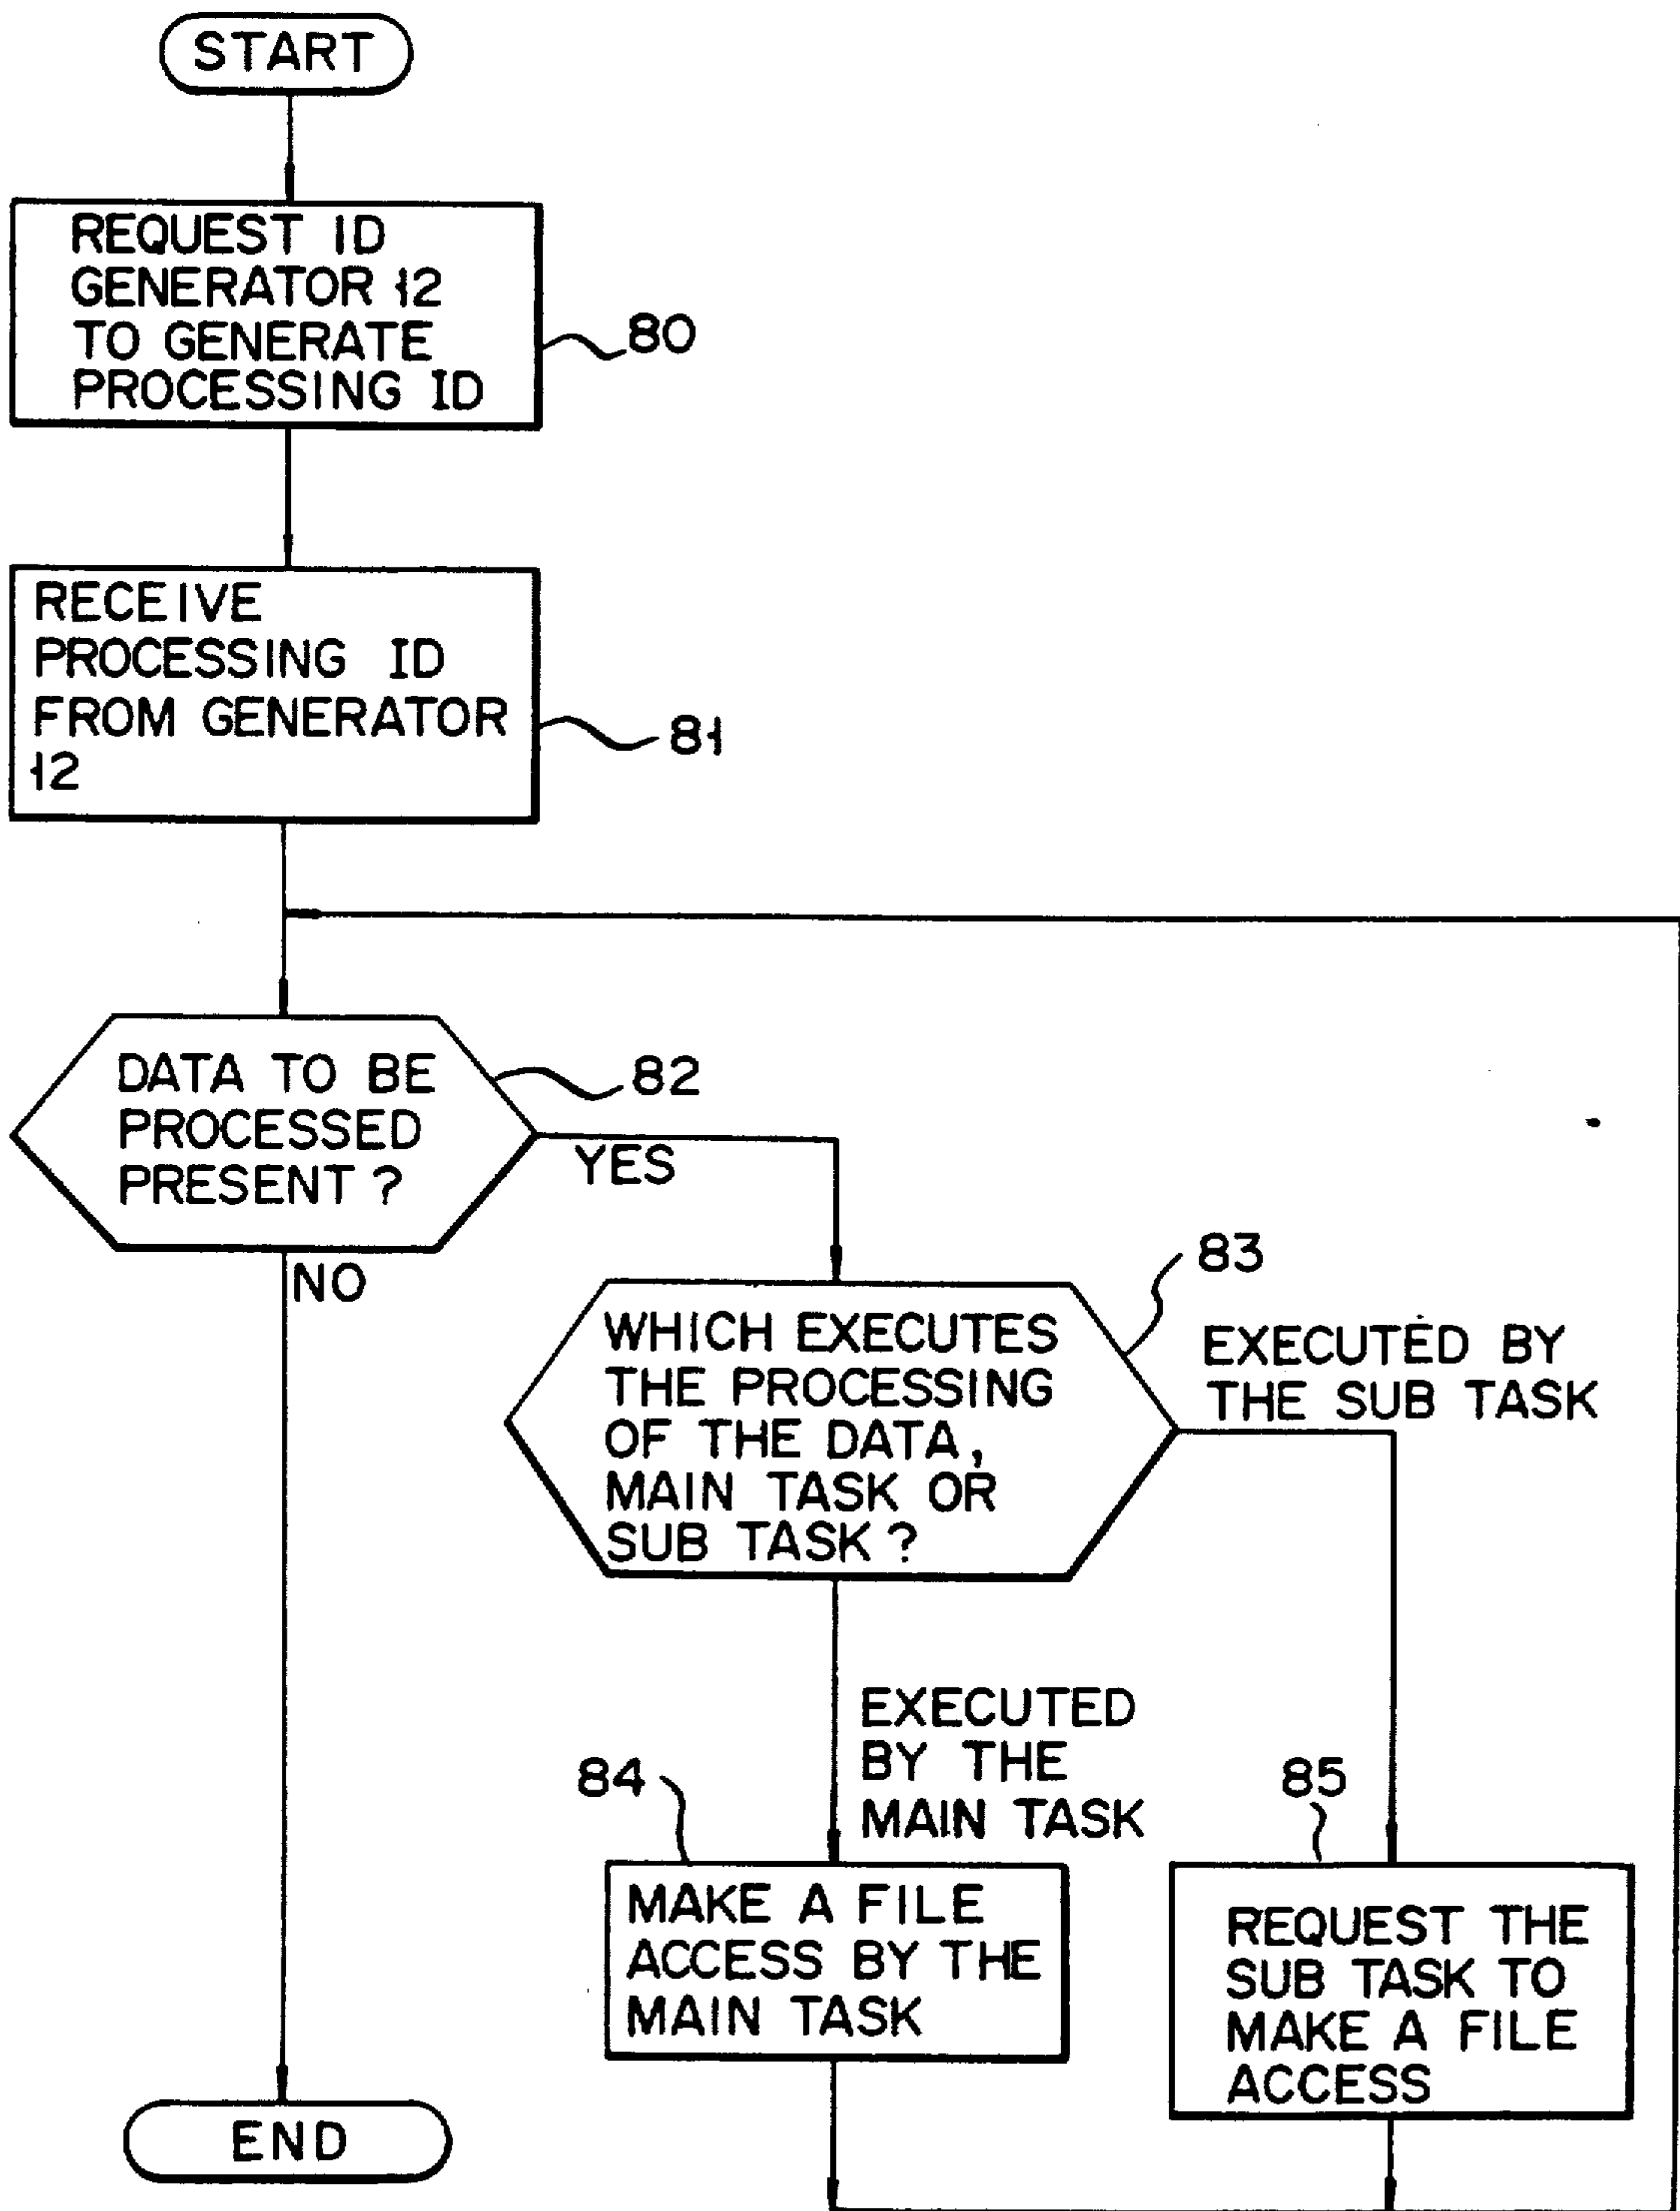 START
REQUEST ID
GENERATOR 12
TO GENERATE
PROCESSING ID
80
RECEIVE
PROCESSING ID
FROM GENERATOR
12
81
DATA TO BE
PROCESSED
PRESENT ?
82
YES
NO
WHICH EXECUTES
THE PROCESSING
OF THE DATA,
MAIN TASK OR
SUB TASK ?
83
EXECUTED BY
THE SUB TASK
EXECUTED
BY THE
MAIN TASK
84
MAKE A FILE
ACCESS BY THE
MAIN TASK
85
REQUEST THE
SUB TASK TO
MAKE A FILE
ACCESS
END